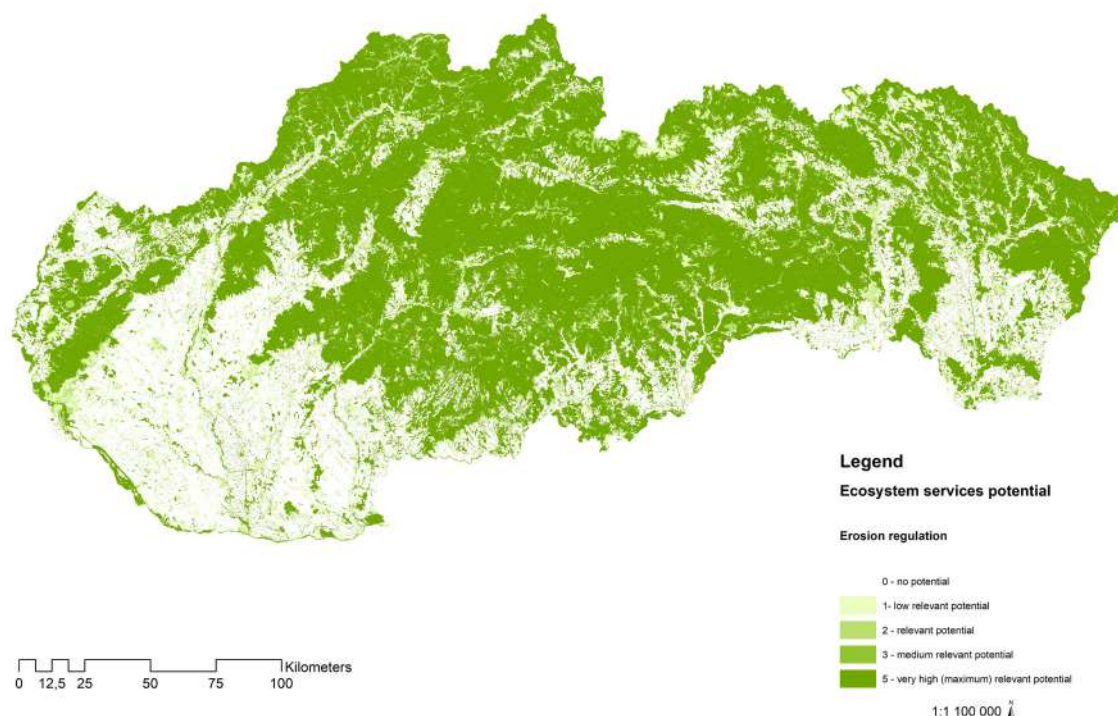 Legend
Ecosystem services potential
Erosion regulation
0 - no potential
1- low relevant potential
2 - relevant potential
3 - medium relevant potential
5 - very high (maximum) relevant potential
Kilometers
0 12,5 25 50 75 100
1:1 100 000 N